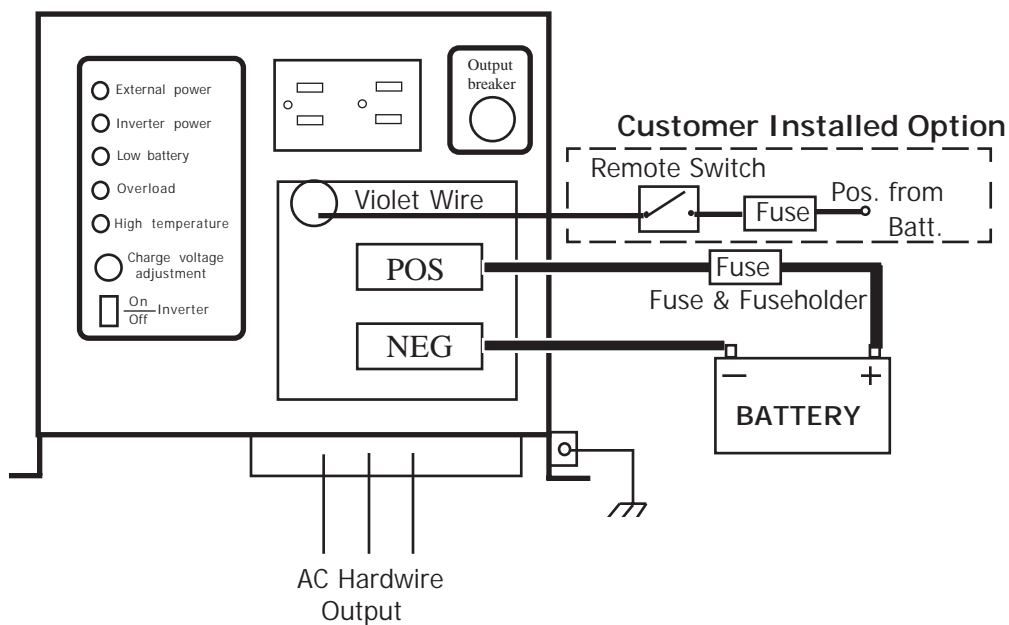 External power
Inverter power
Low battery
Overload
High temperature
Charge voltage
adjustment
On
Off
Inverter
Output
breaker
Customer Installed Option
Remote Switch
Violet Wire
Fuse
Pos. from
Batt.
POS
Fuse
Fuse & Fuseholder
NEG
— +
BATTERY
AC Hardwire
Output